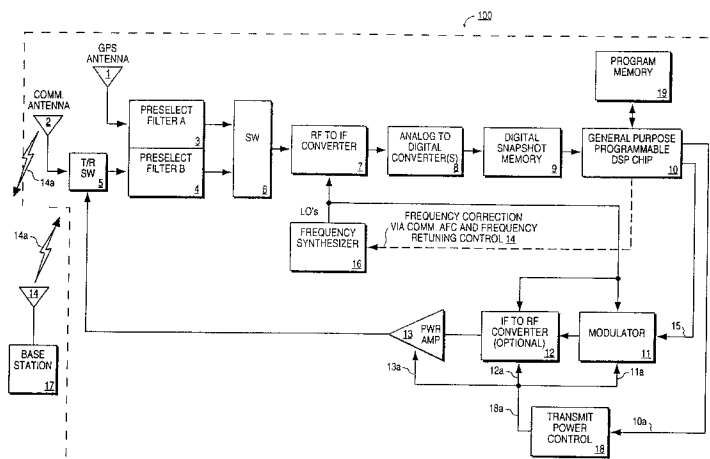 100
GPS
ANTENNA
1
COMM.
ANTENNA
2
14a
T/R
SW
5
PRESELECT
FILTER A
3
PRESELECT
FILTER B
4
SW
6
RF TO IF
CONVERTER
7
ANALOG TO
DIGITAL
CONVERTER(S)
8
DIGITAL
SNAPSHOT
MEMORY
9
PROGRAM
MEMORY
19
GENERAL PURPOSE
PROGRAMMABLE
DSP CHIP
10
LO's
FREQUENCY
SYNTHESIZER
16
FREQUENCY CORRECTION
VIA COMM. AFC AND FREQUENCY
RETUNING CONTROL 14
14a
14
BASE
STATION
17
13
PWR
AMP
13a
IF TO RF
CONVERTER
(OPTIONAL)
12
12a
MODULATOR
11
11a
15
18a
TRANSMIT
POWER
CONTROL
18
10a